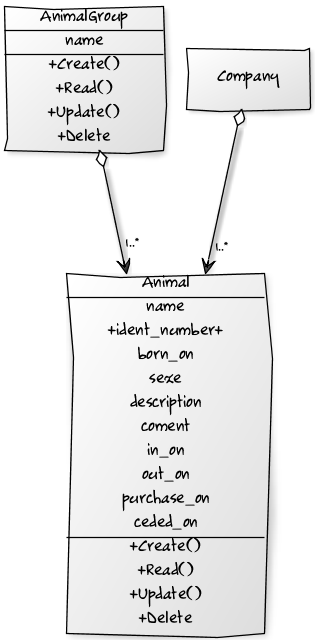 AnimalGroup
name
+Create()
+Read()
+Update()
+Delete
Company
1..*
1..*
Animal
name
+ident_number+
born_on
sexe
description
coment
in_on
out_on
purchase_on
ceded_on
+Create()
+Read()
+Update()
+Delete